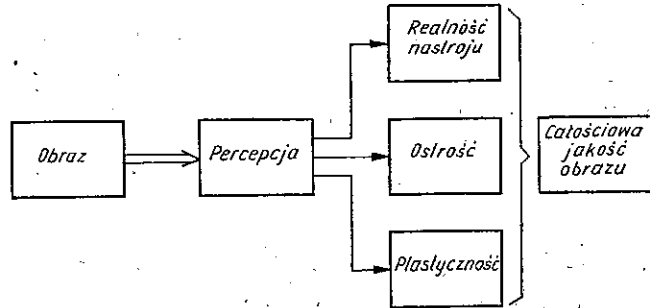 Realność
nastroju
Obraz
Percepcja
Ostrość
Całościowa
jakość
obrazu
Plastyczność